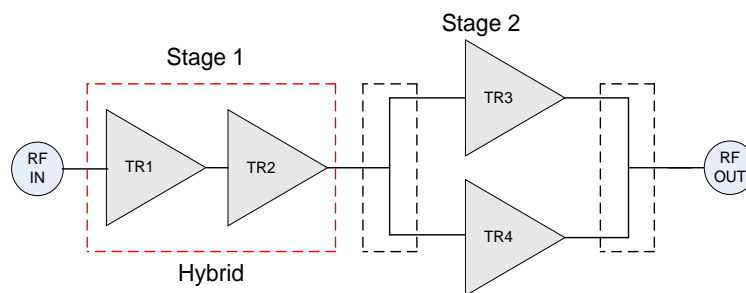 Stage 1
Stage 2
RF
IN
TR1
TR2
TR3
TR4
RF
OUT
Hybrid